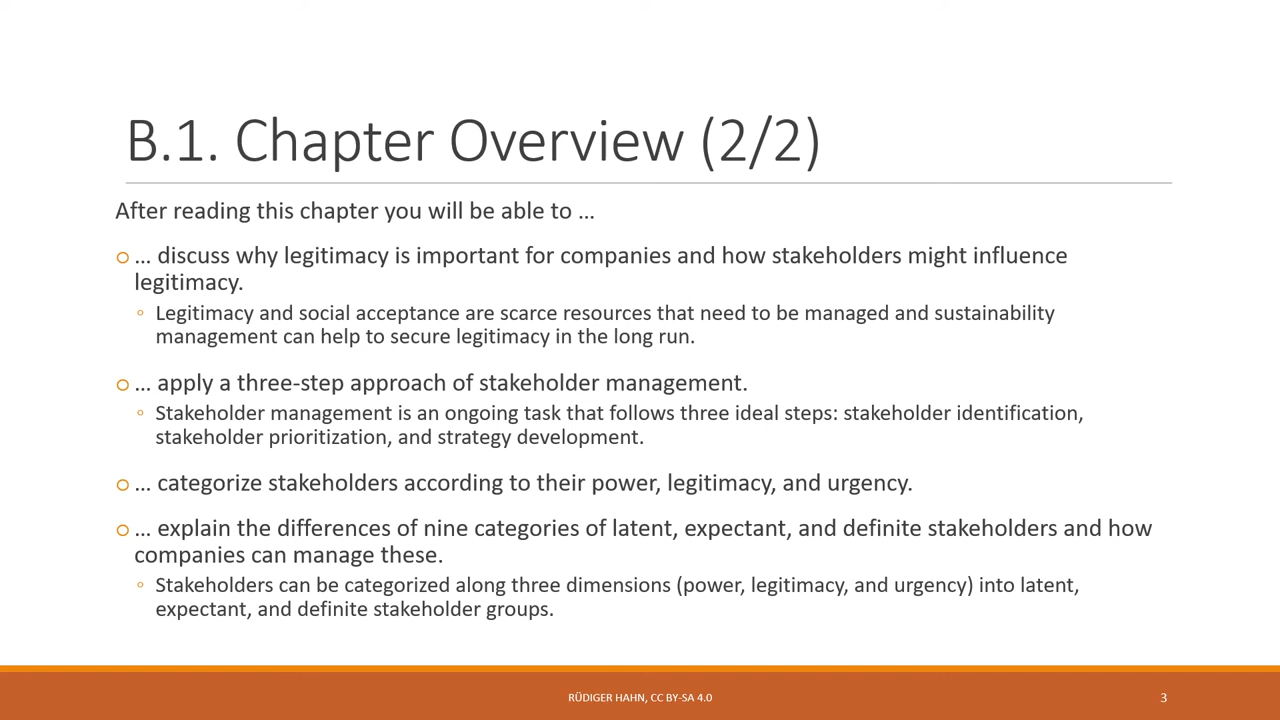 B.1. Chapter Overview (2/2)
After reading this chapter you will be able to …
o … discuss why legitimacy is important for companies and how stakeholders might influence
legitimacy.
◦ Legitimacy and social acceptance are scarce resources that need to be managed and sustainability
management can help to secure legitimacy in the long run.
o … apply a three-step approach of stakeholder management.
◦ Stakeholder management is an ongoing task that follows three ideal steps: stakeholder identification,
stakeholder prioritization, and strategy development.
o … categorize stakeholders according to their power, legitimacy, and urgency.
o … explain the differences of nine categories of latent, expectant, and definite stakeholders and how
companies can manage these.
◦ Stakeholders can be categorized along three dimensions (power, legitimacy, and urgency) into latent,
expectant, and definite stakeholder groups.
RÜDIGER HAHN, CC BY-SA 4.0
3